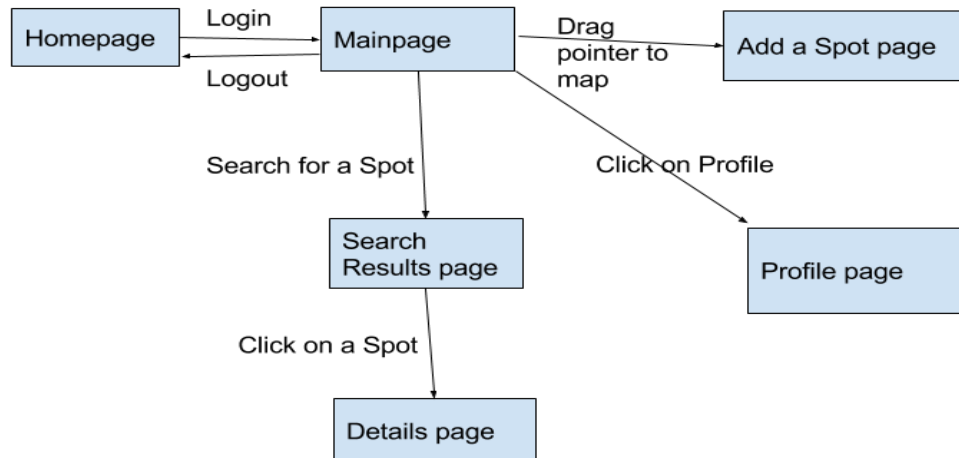 Homepage
Login
Logout
Mainpage
Drag
pointer to
map
Add a Spot page
Search for a Spot
Click on Profile
Search
Results page
Profile page
Click on a Spot
Details page